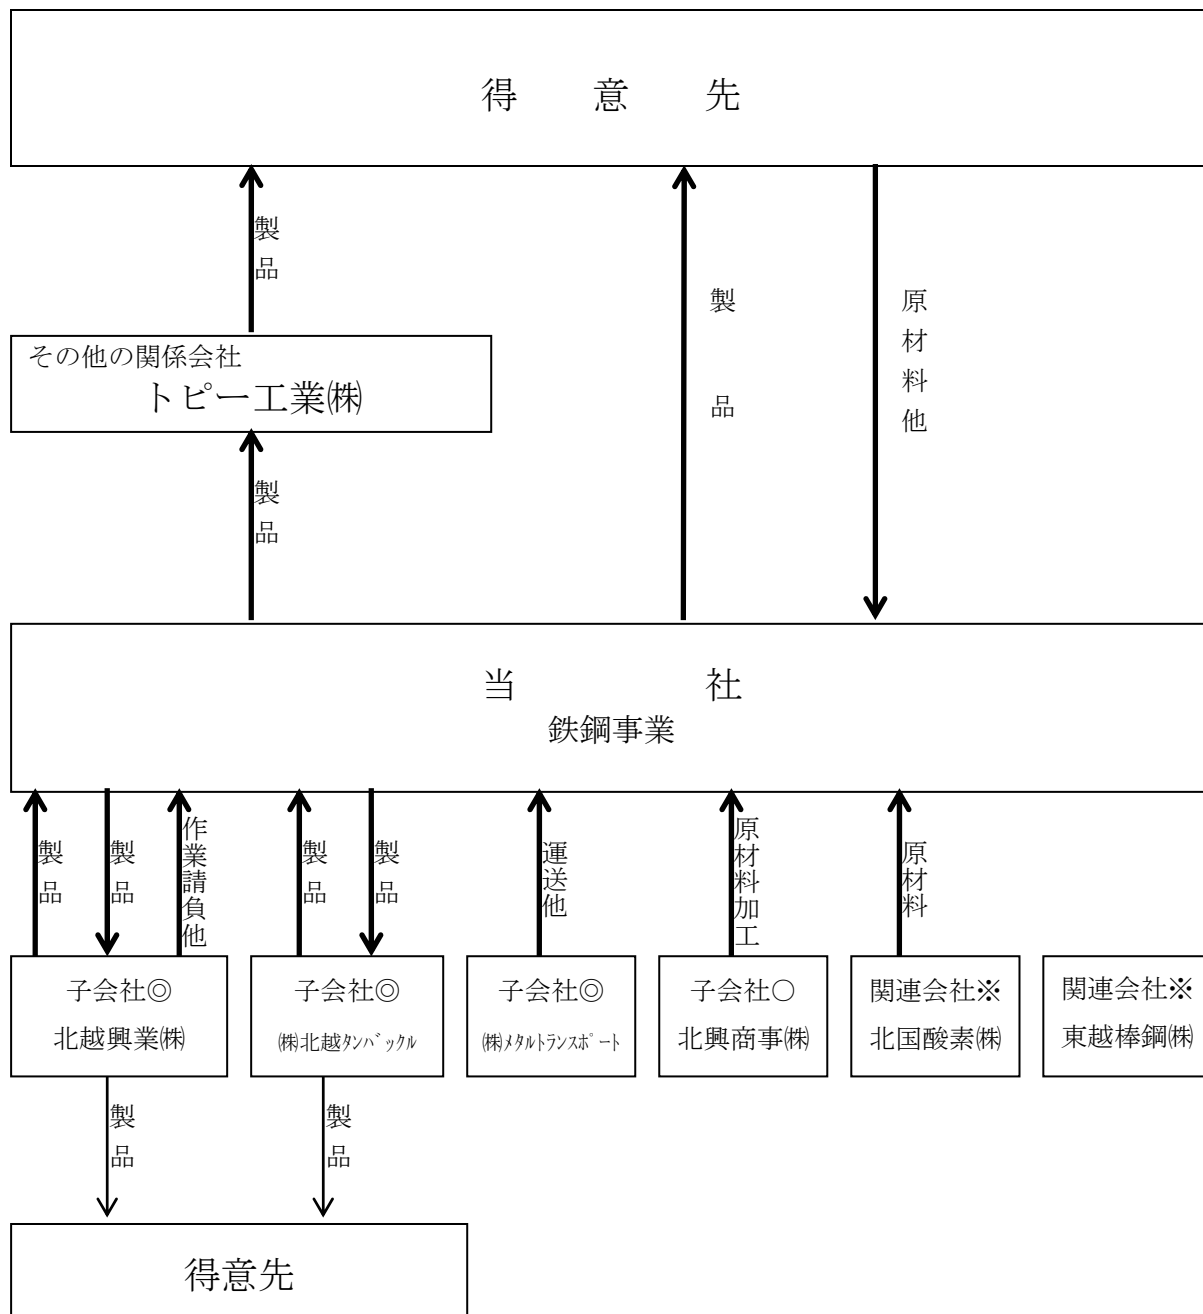 得　意　先
製品
製品
原材料他
その他の関係会社
トピー工業㈱
製品
当　社
鉄鋼事業
製品
製品
作業請負他
製品
製品
運送他
原材料加工
原材料
子会社◎
北越興業㈱
子会社◎
㈱北越ﾀﾝﾊﾞｯｸﾙ
子会社◎
㈱ﾒﾀﾙﾄﾗﾝｽﾎﾟｰﾄ
子会社○
北興商事㈱
関連会社※
北国酸素㈱
関連会社※
東越棒鋼㈱
製品
製品
得意先